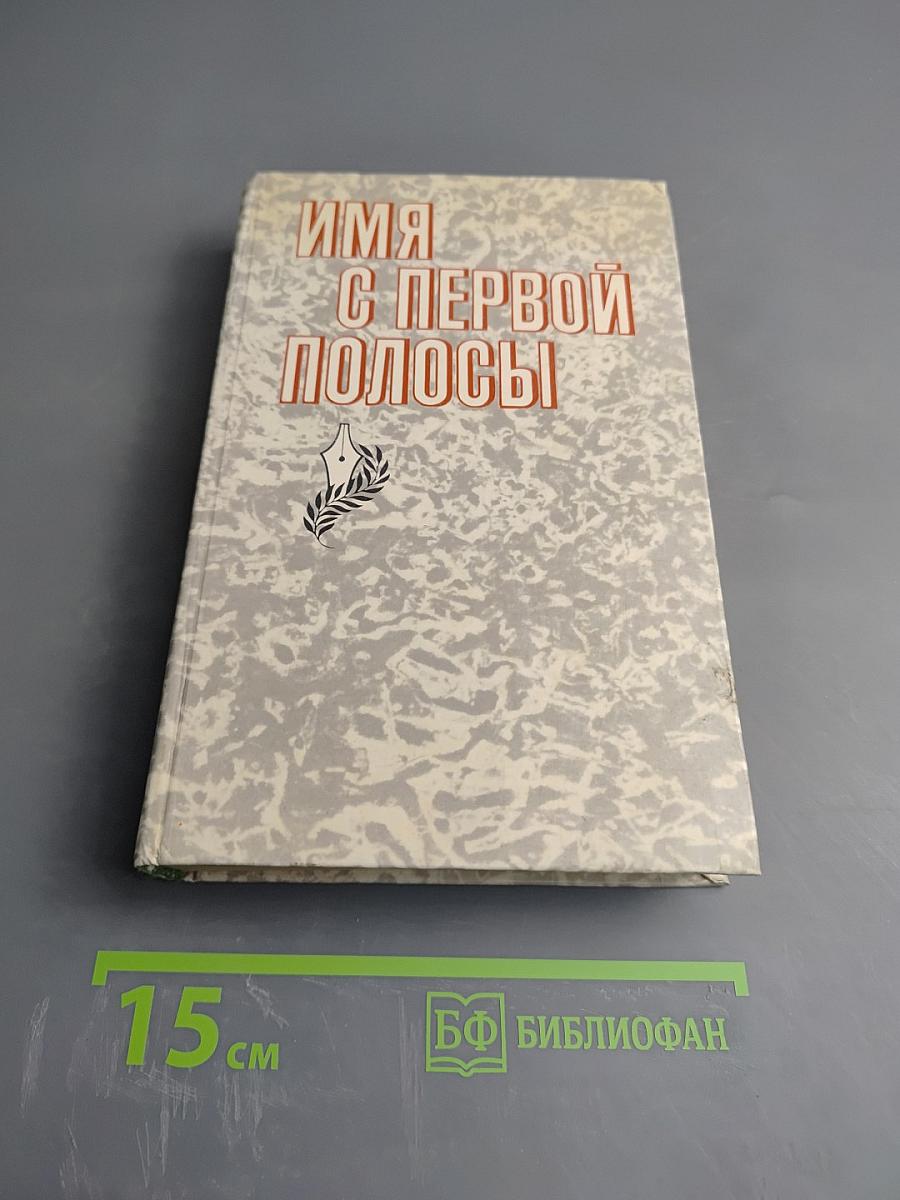 ИМЯ
С ПЕРВОЙ
ПОЛОСЫ
15 см
БФ БИБЛИОФАН